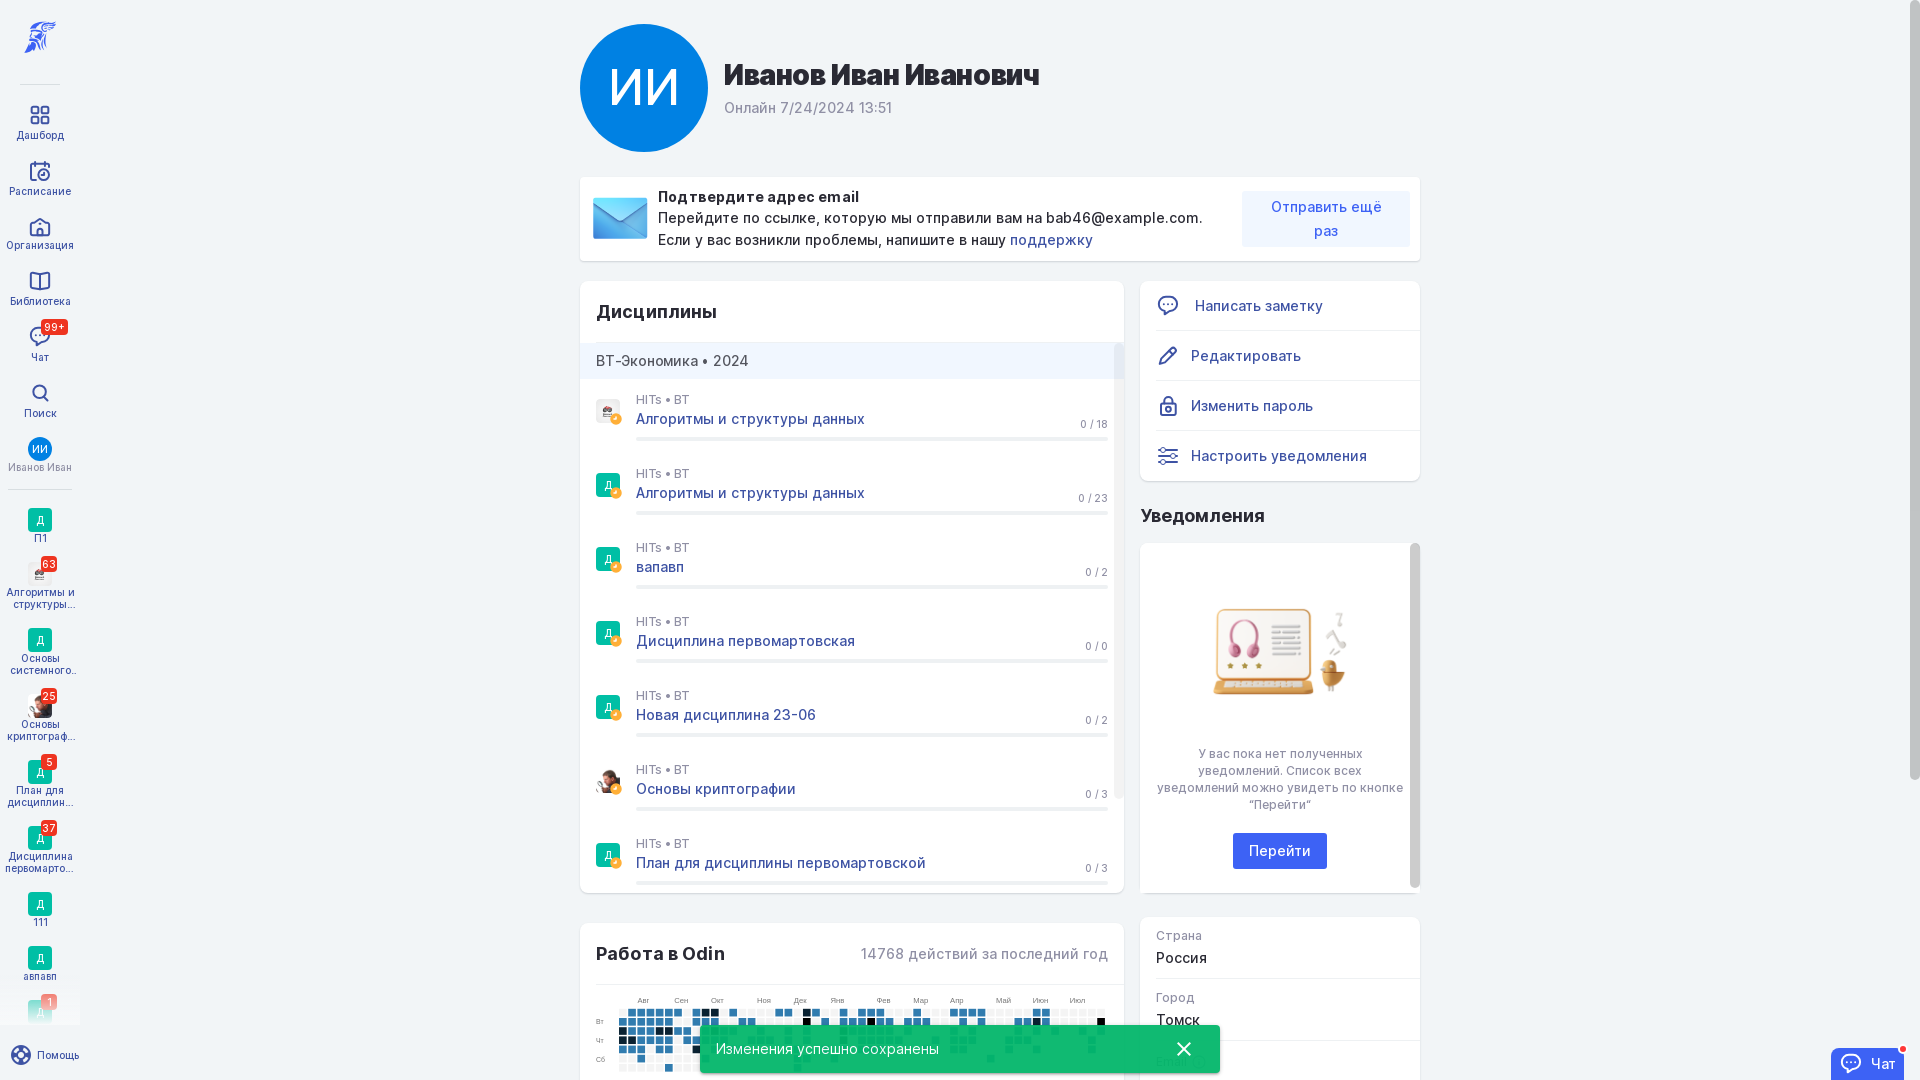 Дашборд
Расписание
Организация
Библиотека
99+
Чат
Поиск
ИИ
Иванов Иван
Д
П1
63
Алгоритмы и
структуры...
Д
Основы
системного..
25
Основы
криптограф...
5
Д
План для
дисциплин...
37
Д
Дисциплина
первомарто...
Д
111
Д
авпавп
1
Д
Помощь
ИИ
Иванов Иван Иванович
Онлайн 7/24/2024 13:51
Подтвердите адрес email
Перейдите по ссылке, которую мы отправили вам на bab46@example.com.
Если у вас возникли проблемы, напишите в нашу поддержку
Отправить ещё
раз
Дисциплины
ВТ-Экономика • 2024
HITs • ВТ
Алгоритмы и структуры данных
0 / 18
Д
HITs • ВТ
Алгоритмы и структуры данных
0 / 23
Д
HITs • ВТ
вапавп
0 / 2
Д
HITs • ВТ
Дисциплина первомартовская
0 / 0
Д
HITs • ВТ
Новая дисциплина 23-06
0 / 2
HITs • ВТ
Основы криптографии
0 / 3
Д
HITs • ВТ
План для дисциплины первомартовской
0 / 3
Написать заметку
Редактировать
Изменить пароль
Настроить уведомления
Уведомления
У вас пока нет полученных
уведомлений. Список всех
уведомлений можно увидеть по кнопке
“Перейти“
Перейти
Работа в Odin
14768 действий за последний год
Авг Сен Окт Ноя Дек Янв Фев Мар Апр Май Июн Июл
Вт
Чт
Сб
Страна
Россия
Город
Томск
Изменения успешно сохранены
Чат